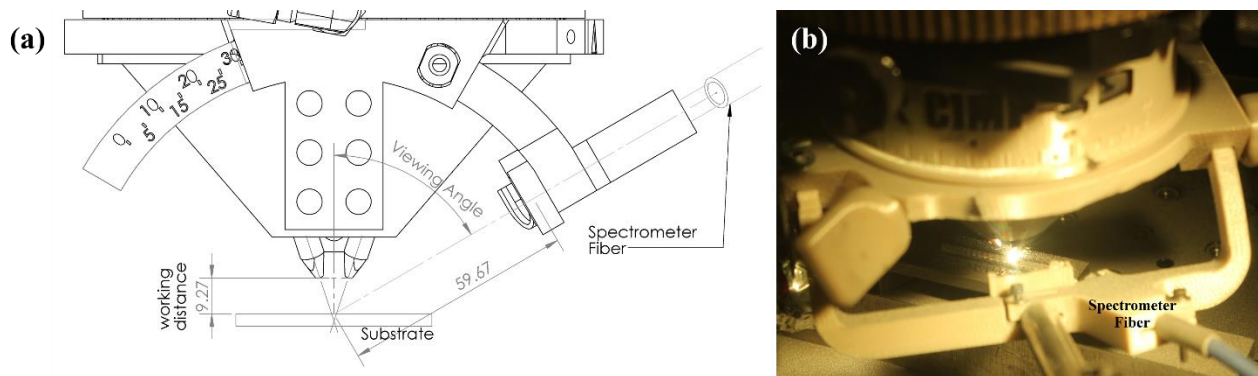 (a)
0
5
10
15
20
25
30
Viewing Angle
Spectrometer
Fiber
59.67
working
distance
9.27
Substrate
(b)
Spectrometer
Fiber